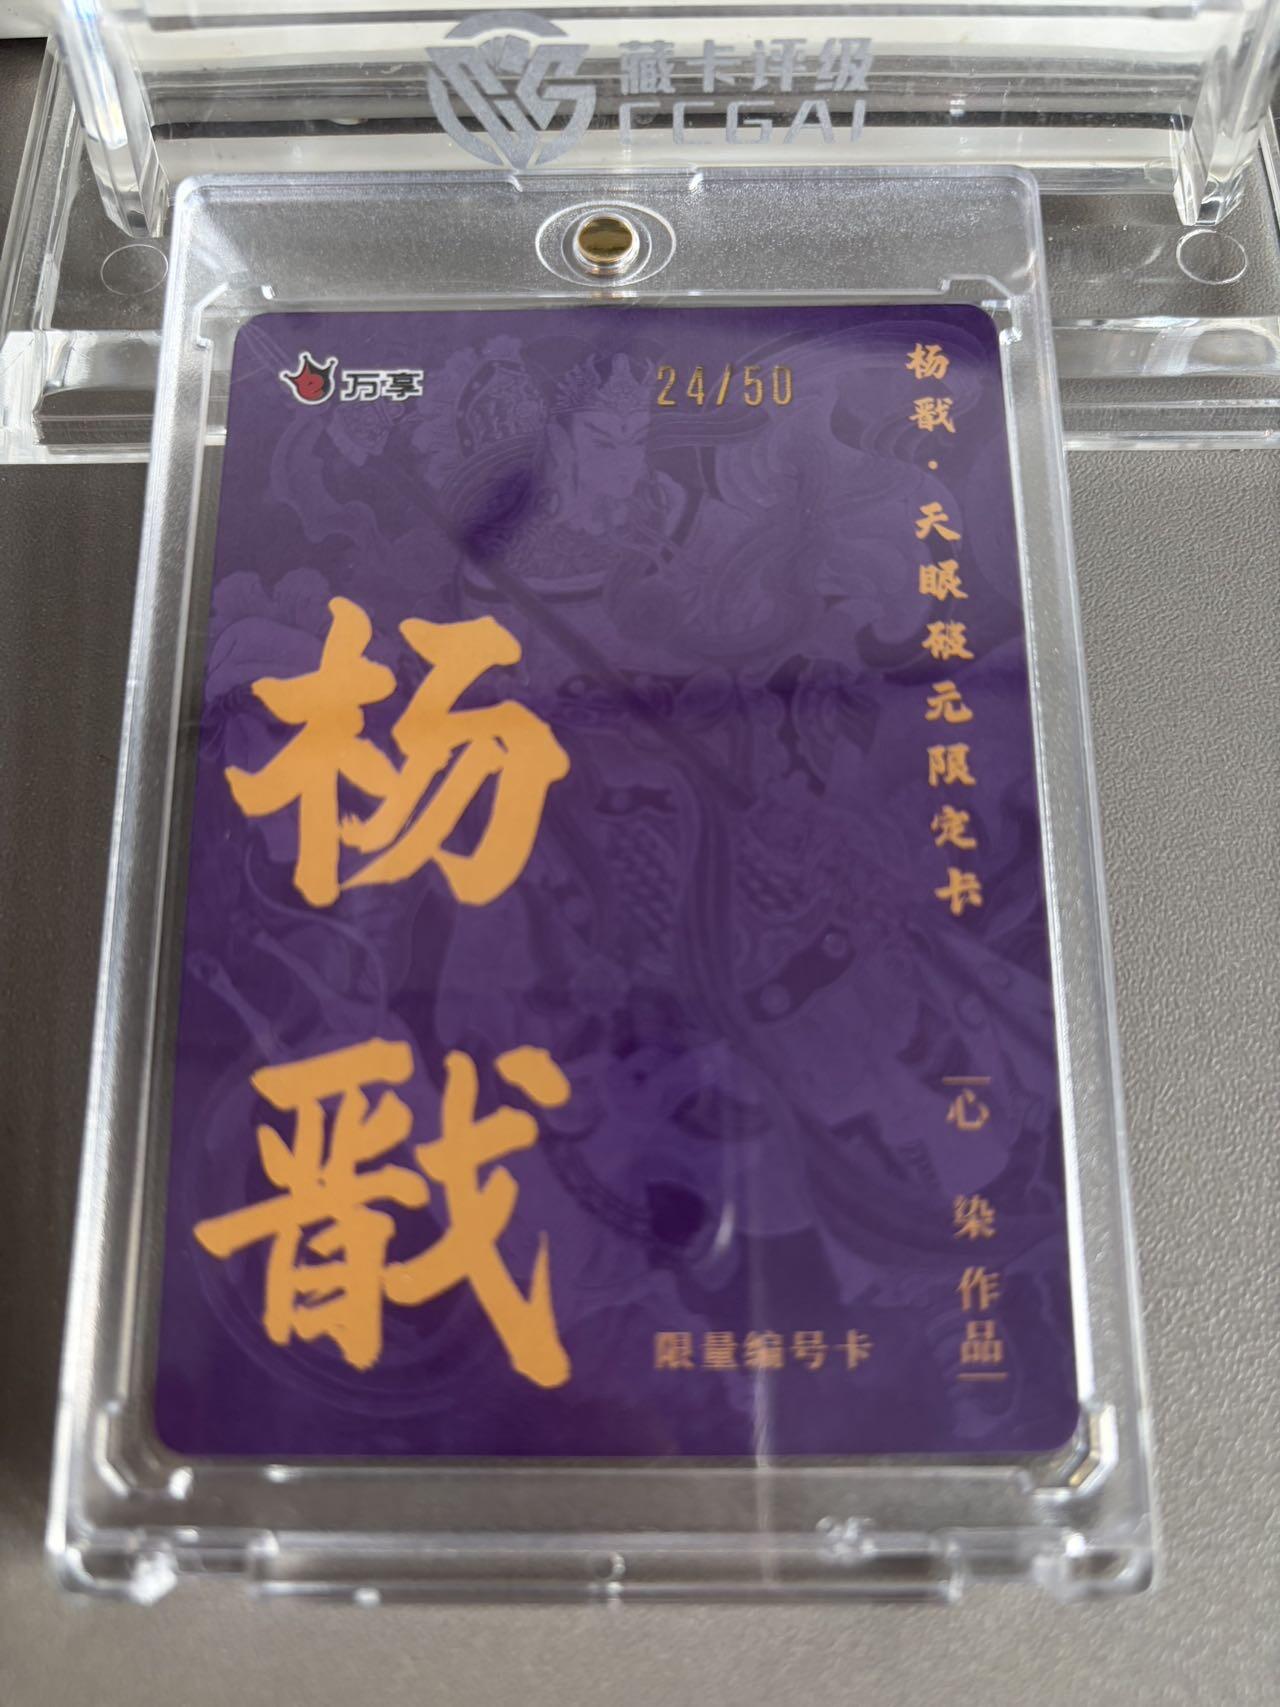 藏卡评级
CCGAI
万享
24/50
杨戬·天眼破元限定卡
杨戬
心染作品
限量编号卡